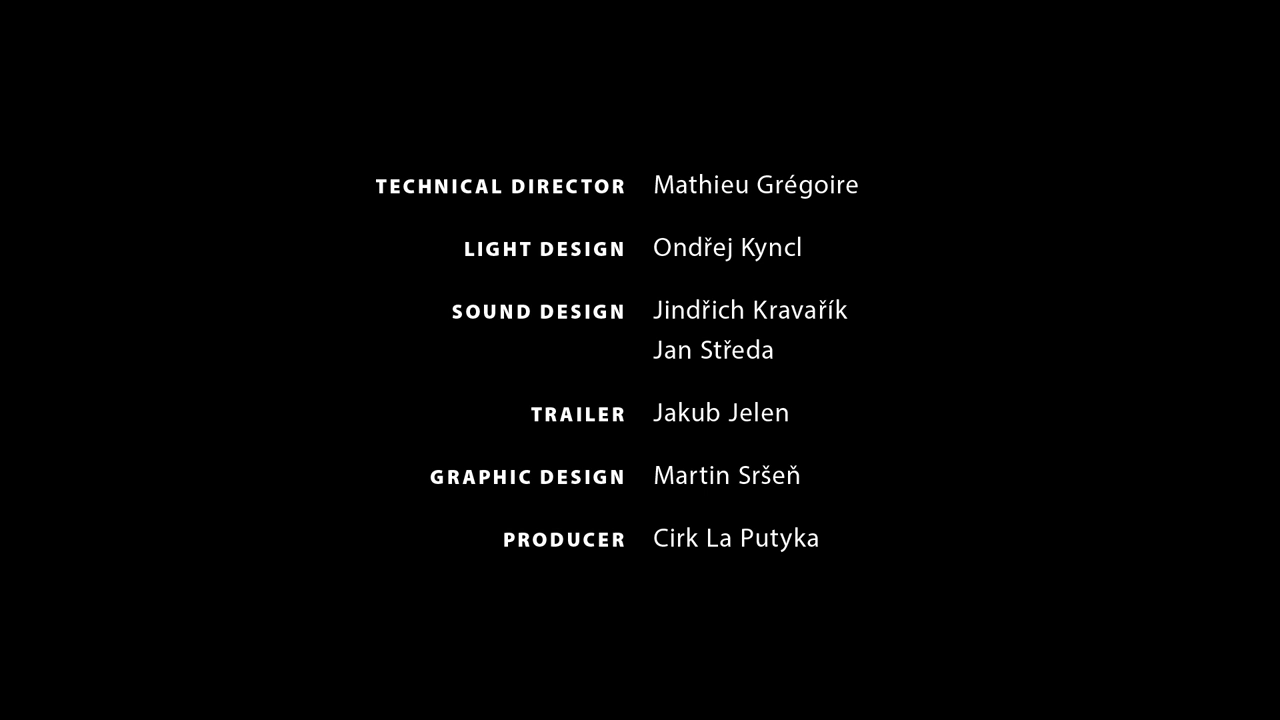 TECHNICAL DIRECTOR Mathieu Grégoire
LIGHT DESIGN Ondřej Kyncl
SOUND DESIGN Jindřich Kravařík
Jan Středa
TRAILER Jakub Jelen
GRAPHIC DESIGN Martin Sršeň
PRODUCER Cirk La Putyka